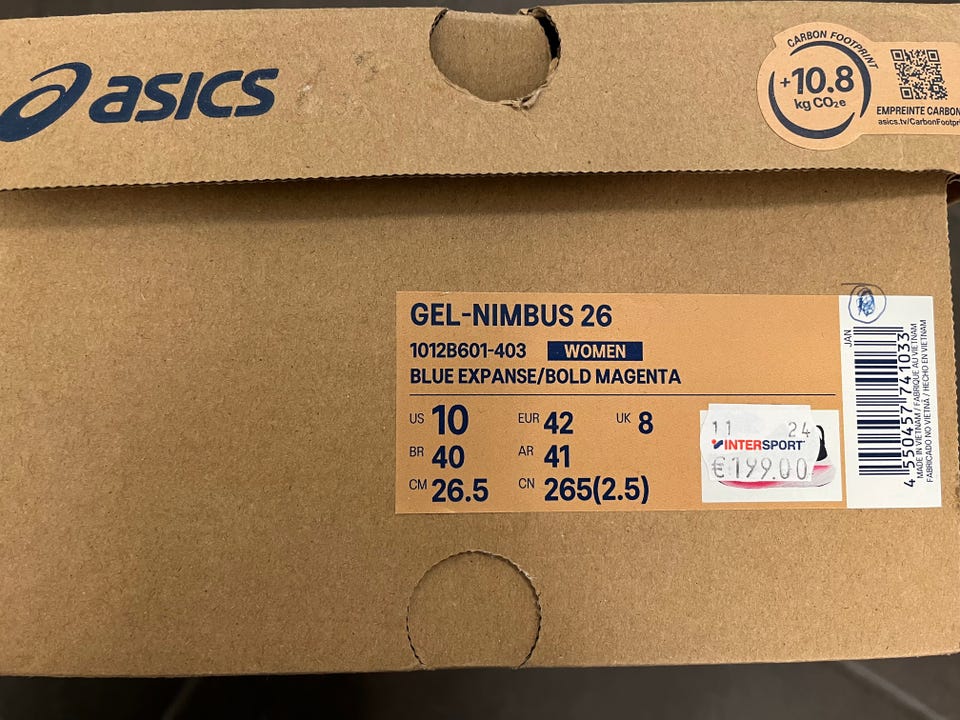 asics
CARBON FOOTPRINT
+10.8
kg CO₂e
EMPREINTE CARBON
asics.tv/CarbonFootpri
GEL-NIMBUS 26
1012B601-403 WOMEN
BLUE EXPANSE/BOLD MAGENTA
US 10 EUR 42 UK 8
BR 40 AR 41
CM 26.5 CN 265(2.5)
11 24
INTERSPORT
€199.00
JAN
4 550457 741033
MADE IN VIETNAM / FABRIQUÉ AU VIETNAM
FABRICADO NO VIETNÃ / HECHO EN VIETNAM